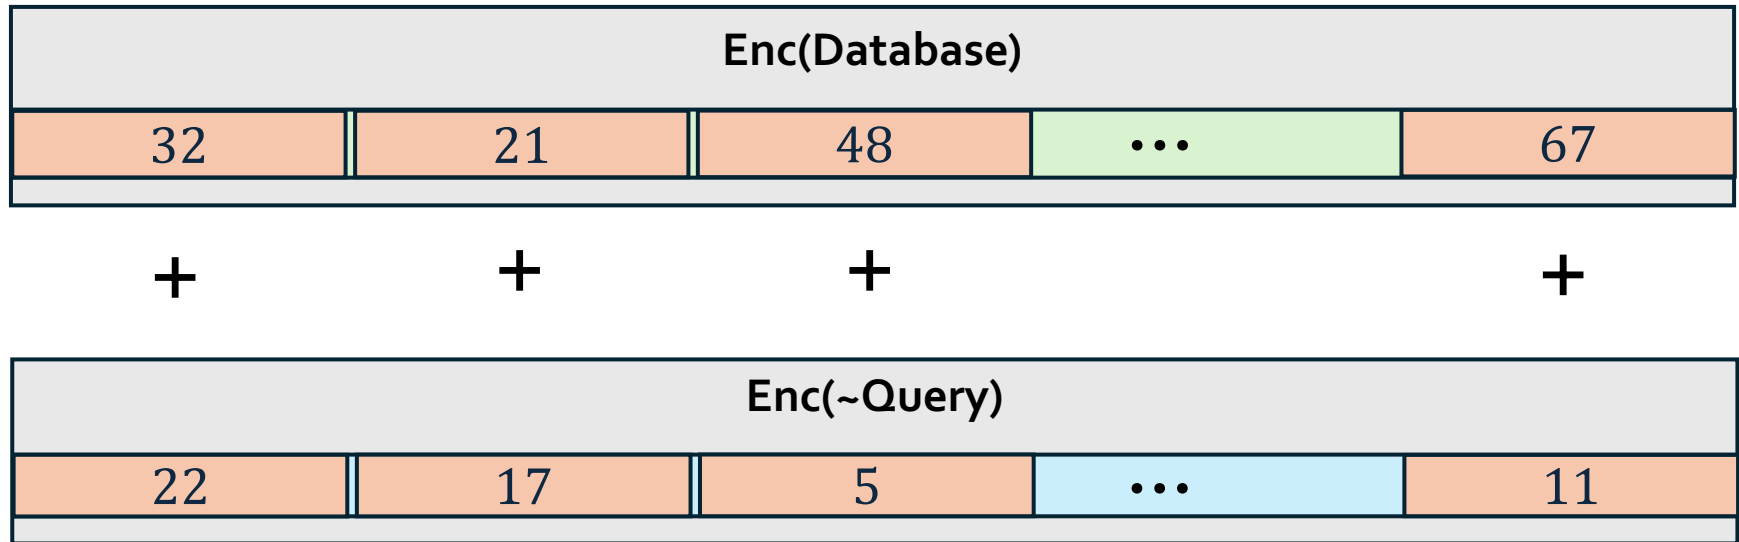 Enc(Database)
32 21 48 ... 67
+ + + +
Enc(~Query)
22 17 5 ... 11